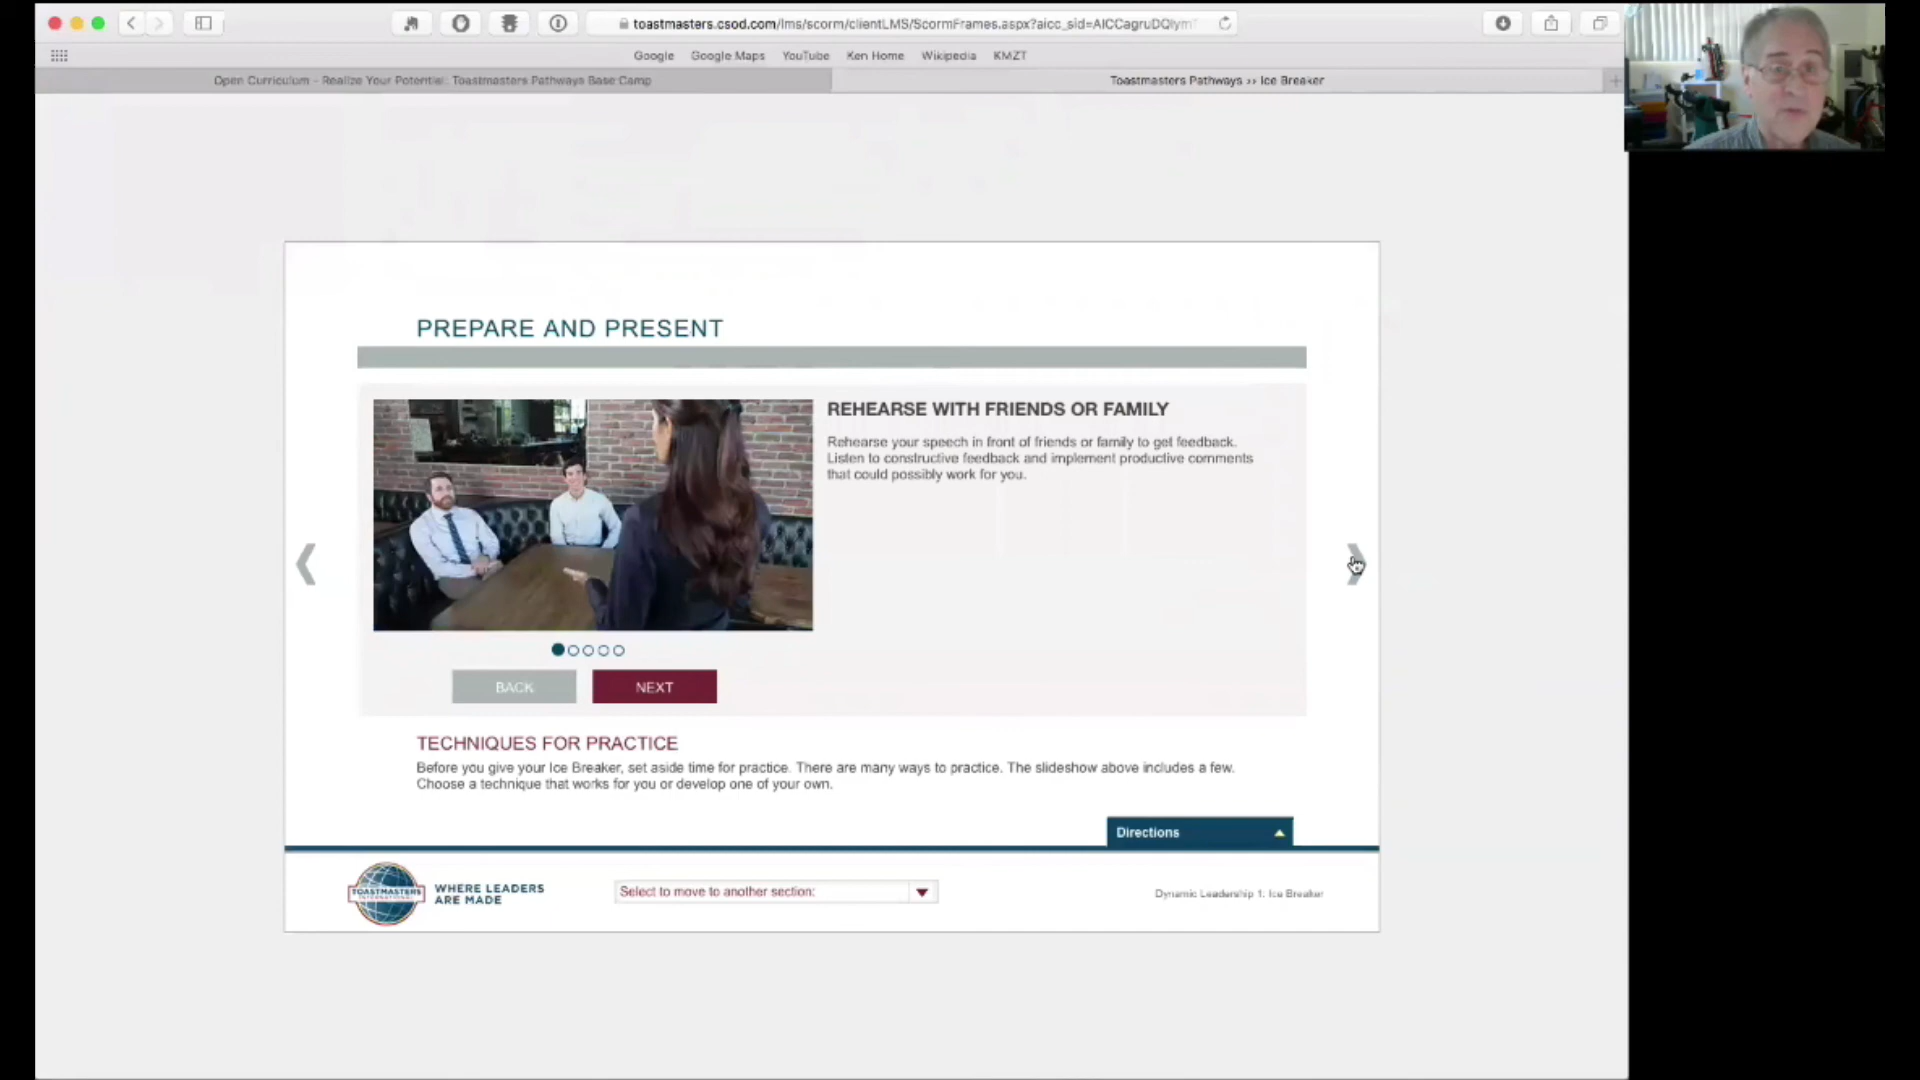 toastmasters.csod.com/lms/scorm/clientLMS/ScormFrames.aspx?aicc_sid=AICCagruDQlym
Google Google Maps YouTube Ken Home Wikipedia KMZT
Open Curriculum - Realize Your Potential: Toastmasters Pathways Base Camp
Toastmasters Pathways >> Ice Breaker
PREPARE AND PRESENT
REHEARSE WITH FRIENDS OR FAMILY
Rehearse your speech in front of friends or family to get feedback.
Listen to constructive feedback and implement productive comments
that could possibly work for you.
BACK
NEXT
TECHNIQUES FOR PRACTICE
Before you give your Ice Breaker, set aside time for practice. There are many ways to practice. The slideshow above includes a few.
Choose a technique that works for you or develop one of your own.
Directions
TOASTMASTERS
INTERNATIONAL
WHERE LEADERS
ARE MADE
Select to move to another section:
Dynamic Leadership 1: Ice Breaker